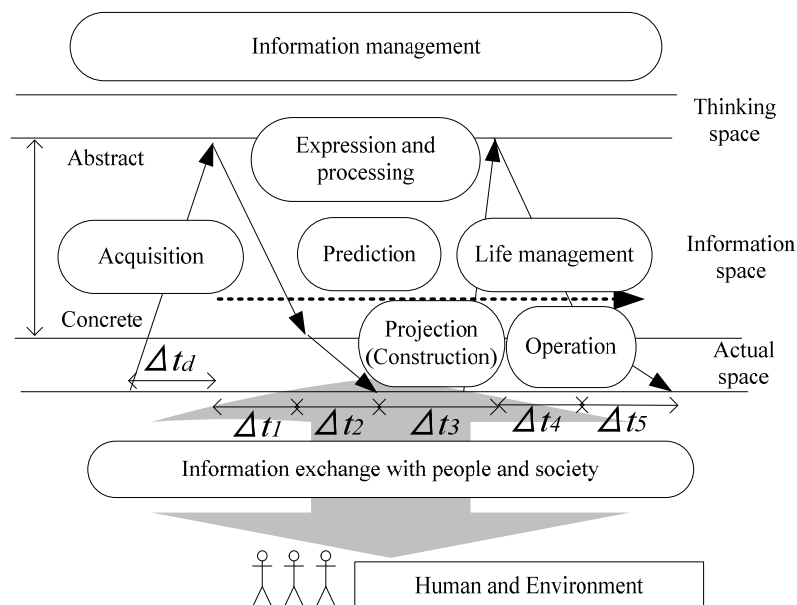 Information management
Thinking
space
Expression and
processing
Abstract
Acquisition
Prediction
Life management
Information
space
Concrete
Projection
(Construction)
Operation
Actual
space
Δtd
Δt1
Δt2
Δt3
Δt4
Δt5
Information exchange with people and society
Human and Environment